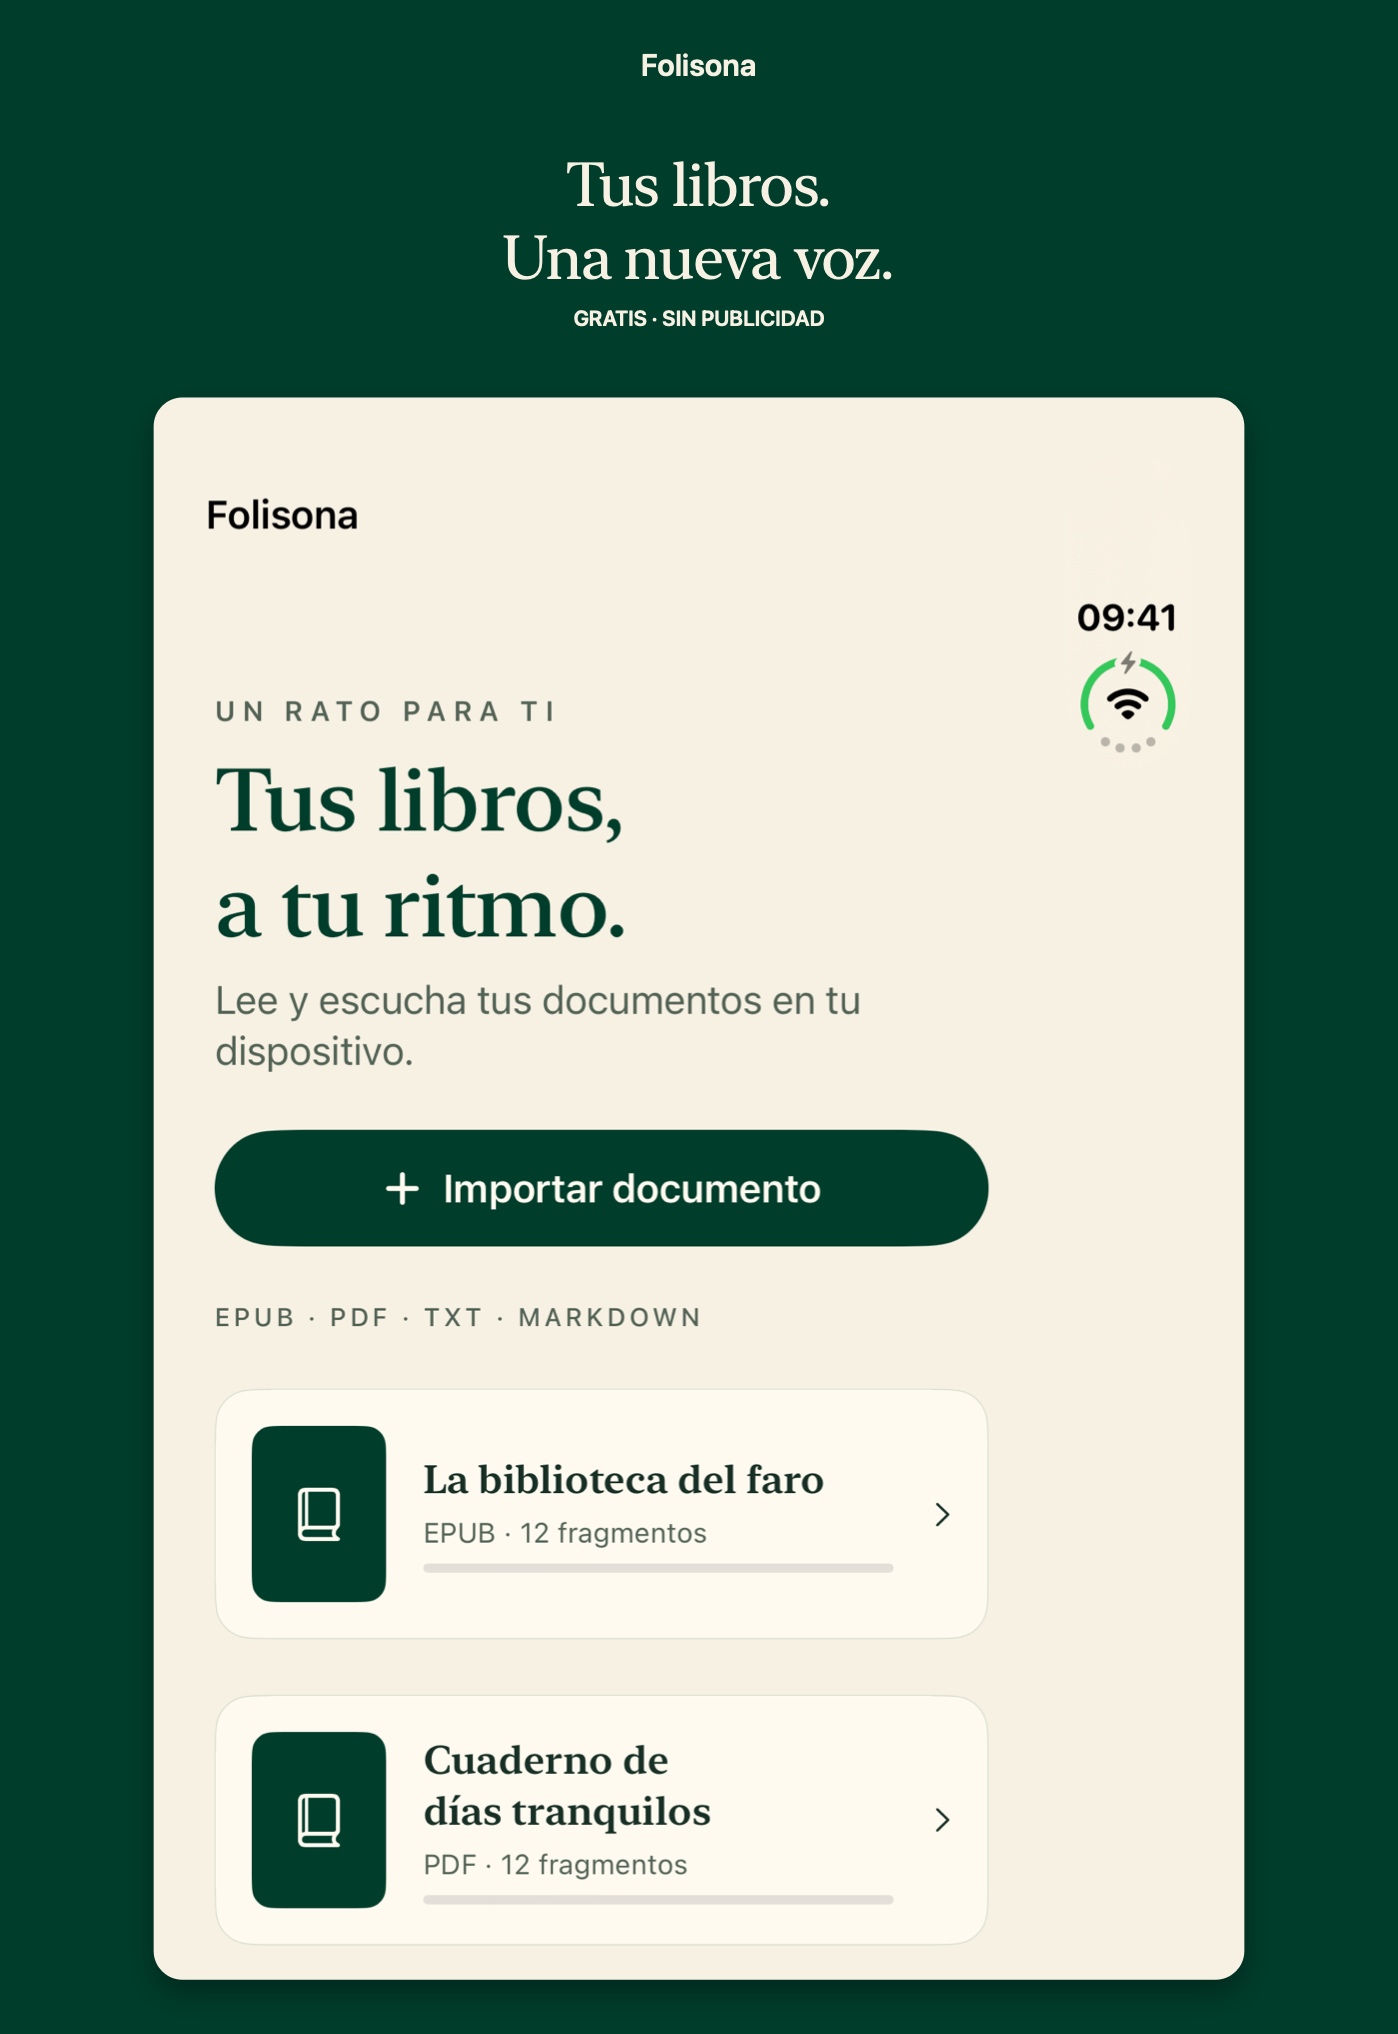 Folisona
Tus libros.
Una nueva voz.
GRATIS · SIN PUBLICIDAD
Folisona
09:41
UN RATO PARA TI
Tus libros,
a tu ritmo.
Lee y escucha tus documentos en tu
dispositivo.
+ Importar documento
EPUB · PDF · TXT · MARKDOWN
La biblioteca del faro
EPUB · 12 fragmentos
Cuaderno de
días tranquilos
PDF · 12 fragmentos